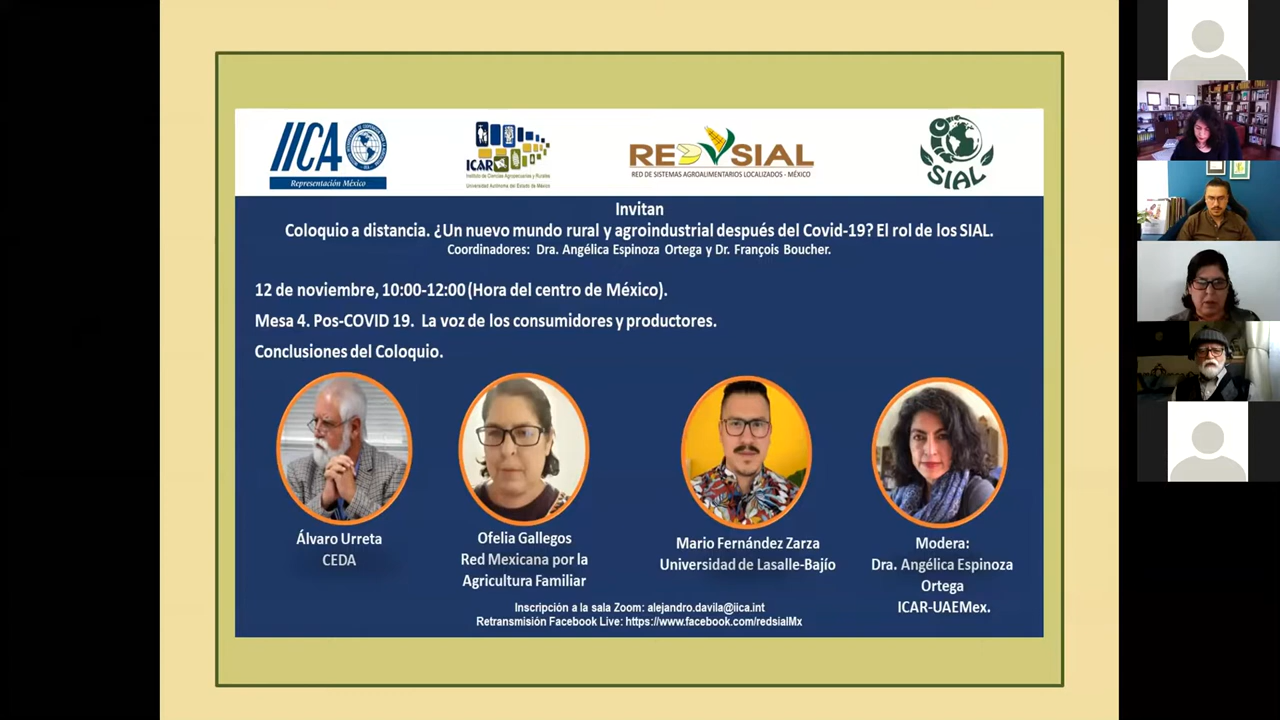 IICA
Representación México
ICAR
Instituto de Ciencias Agropecuarias y Rurales
Universidad Autónoma del Estado de México
REDSIAL
RED DE SISTEMAS AGROALIMENTARIOS LOCALIZADOS - MÉXICO
SIAL
Invitan
Coloquio a distancia. ¿Un nuevo mundo rural y agroindustrial después del Covid-19? El rol de los SIAL.
Coordinadores: Dra. Angélica Espinoza Ortega y Dr. François Boucher.
12 de noviembre, 10:00-12:00 (Hora del centro de México).
Mesa 4. Pos-COVID 19. La voz de los consumidores y productores.
Conclusiones del Coloquio.
Álvaro Urreta
CEDA
Ofelia Gallegos
Red Mexicana por la
Agricultura Familiar
Mario Fernández Zarza
Universidad de Lasalle-Bajío
Modera:
Dra. Angélica Espinoza
Ortega
ICAR-UAEMex.
Inscripción a la sala Zoom: alejandro.davila@iica.int
Retransmisión Facebook Live: https://www.facebook.com/redsialMx